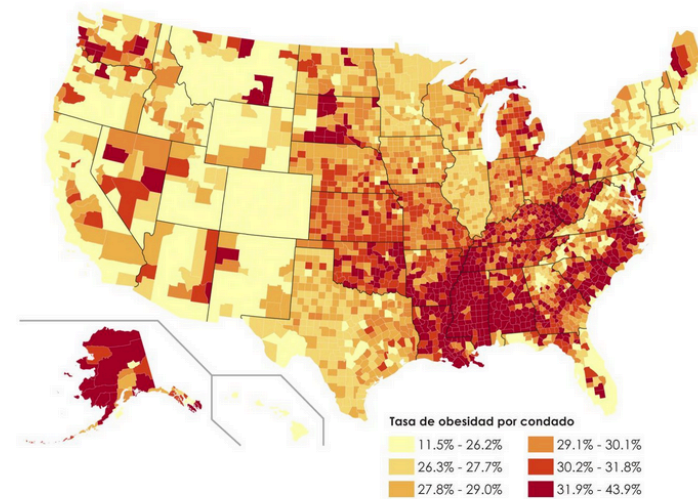 Tasa de obesidad por condado
11.5% - 26.2%
26.3% - 27.7%
27.8% - 29.0%
29.1% - 30.1%
30.2% - 31.8%
31.9% - 43.9%